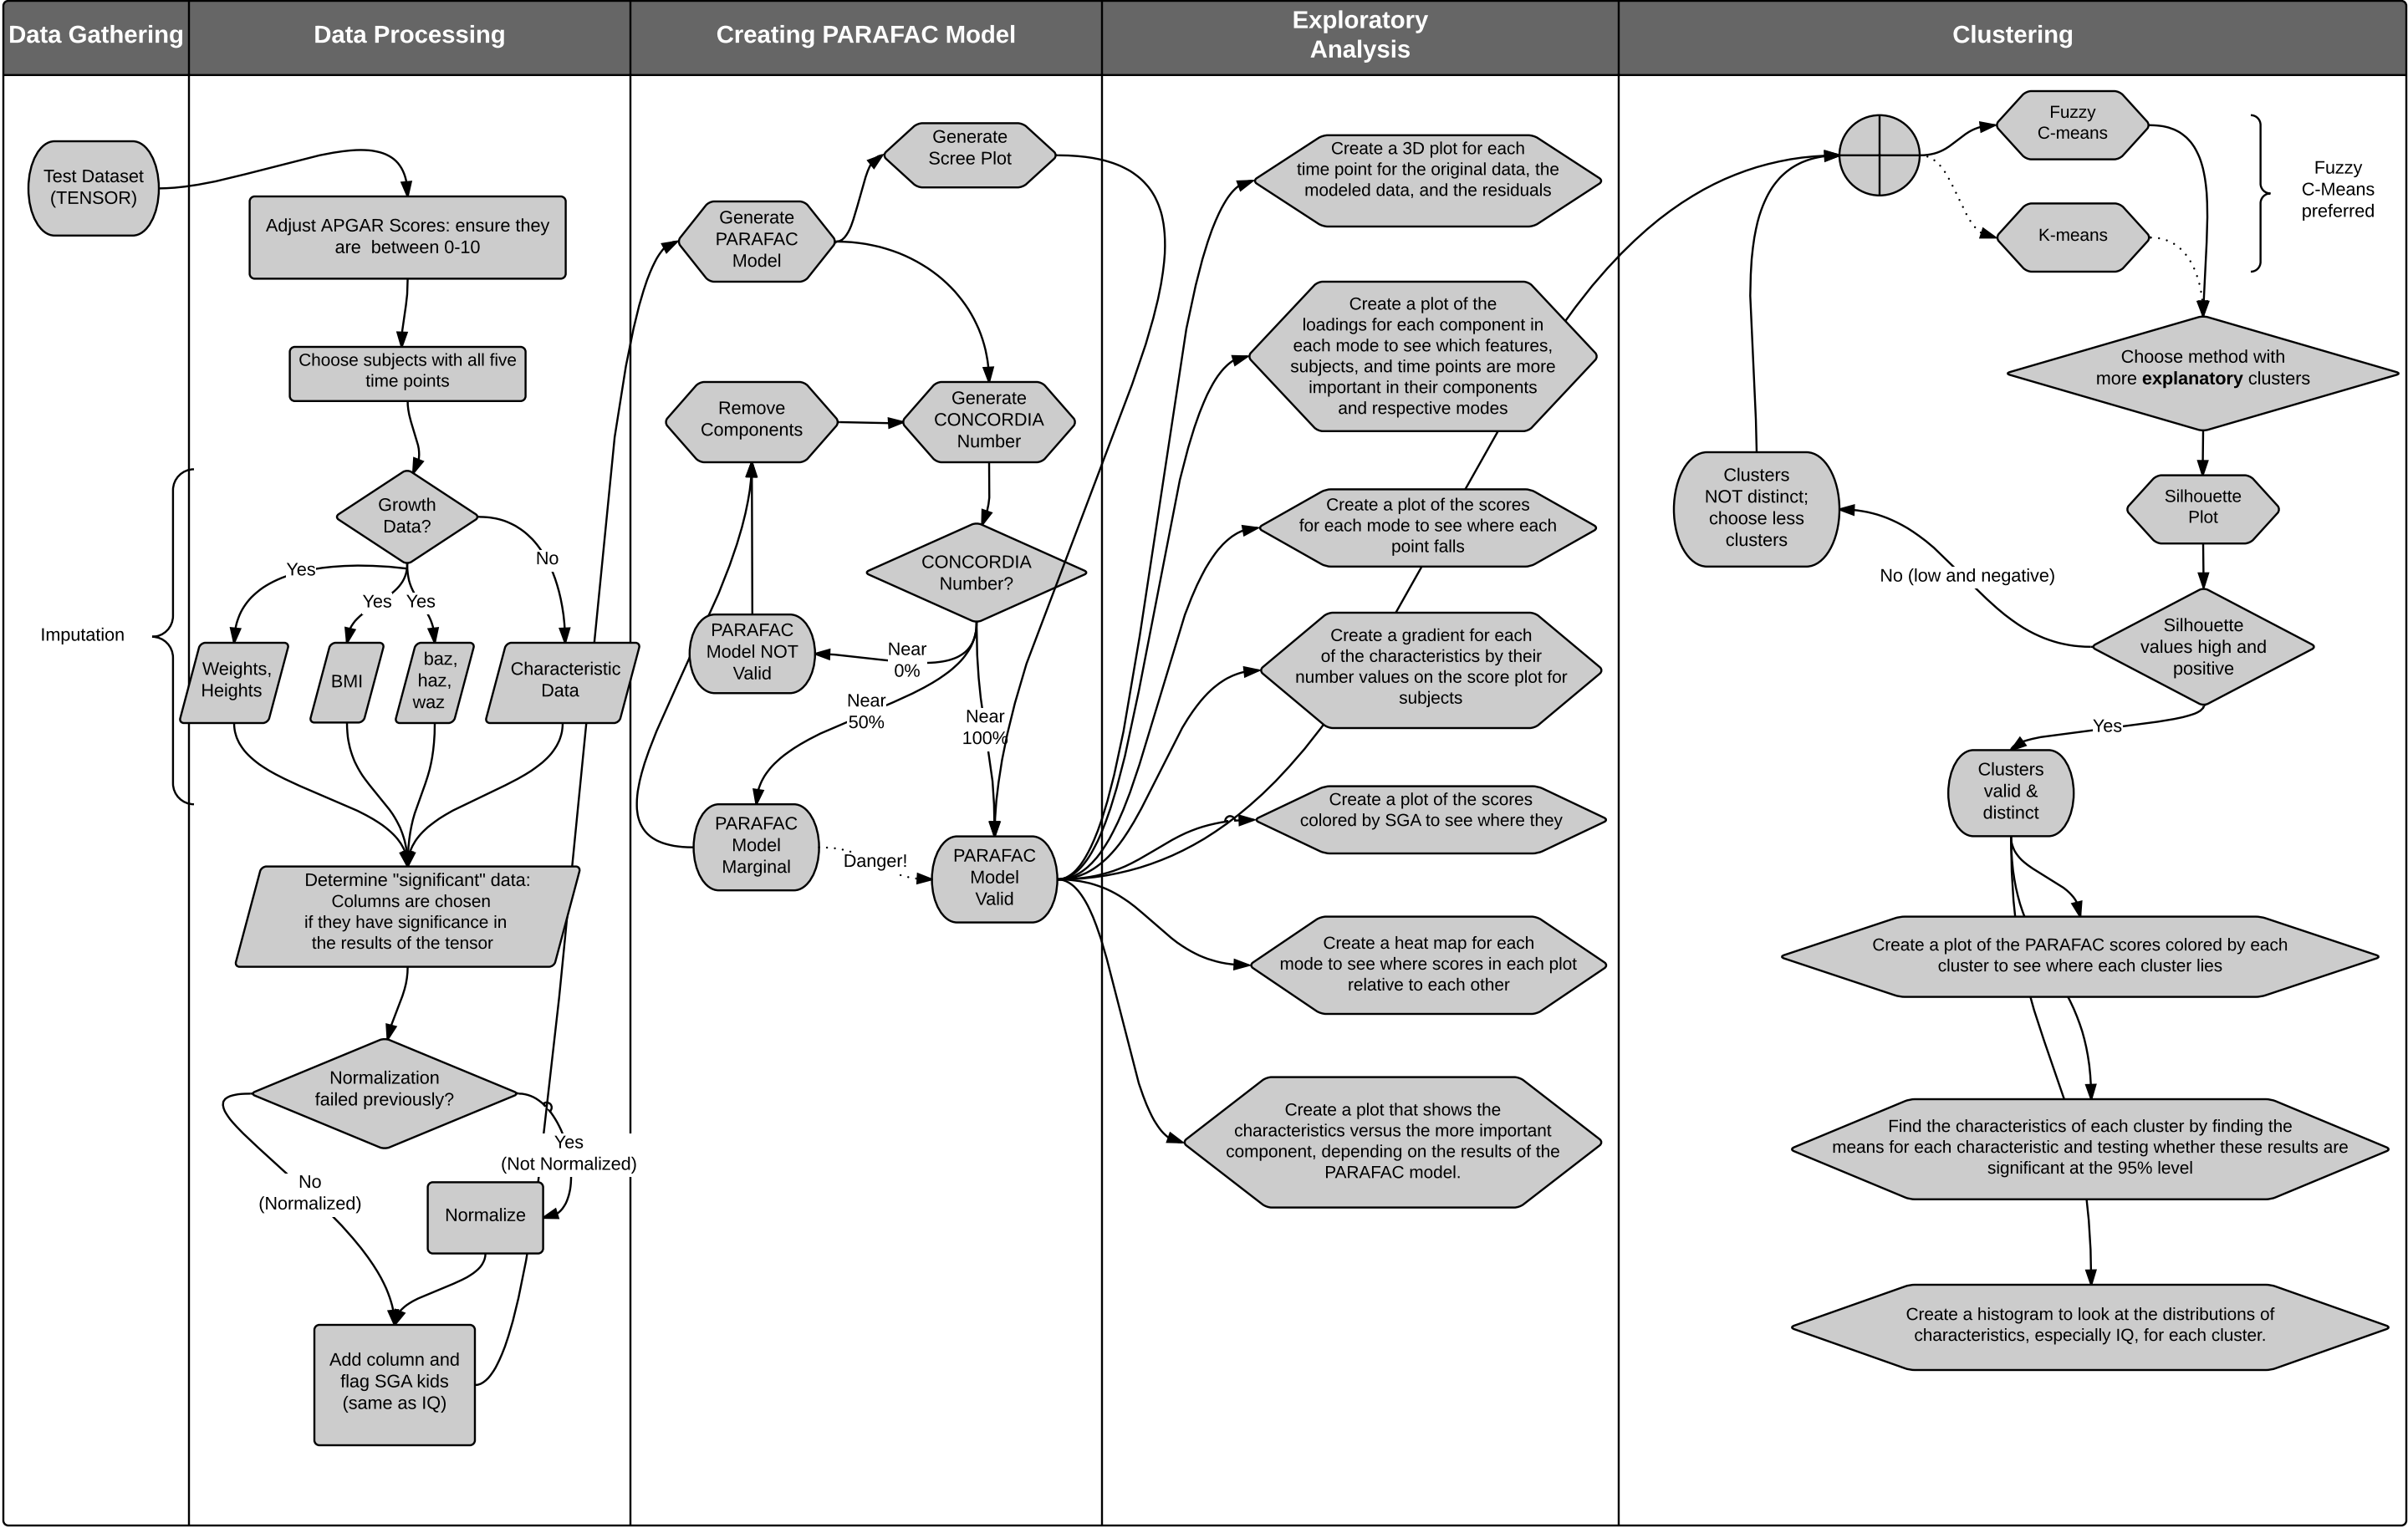 Data Gathering
Data Processing
Creating PARAFAC Model
Exploratory
Analysis
Clustering
Test Dataset
(TENSOR)
Imputation
Adjust APGAR Scores: ensure they
are between 0-10
Choose subjects with all five
time points
Growth
Data?
Yes
Yes
Yes
No
Weights,
Heights
BMI
baz,
haz,
waz
Characteristic
Data
Determine "significant" data:
Columns are chosen
if they have significance in
the results of the tensor
Normalization
failed previously?
No
(Normalized)
Yes
(Not Normalized)
Normalize
Add column and
flag SGA kids
(same as IQ)
Generate
Scree Plot
Generate
PARAFAC
Model
Remove
Components
Generate
CONCORDIA
Number
CONCORDIA
Number?
PARAFAC
Model NOT
Valid
Near
0%
Near
50%
Near
100%
PARAFAC
Model
Marginal
Danger!
PARAFAC
Model
Valid
Create a 3D plot for each
time point for the original data, the
modeled data, and the residuals
Create a plot of the
loadings for each component in
each mode to see which features,
subjects, and time points are more
important in their components
and respective modes
Create a plot of the scores
for each mode to see where each
point falls
Create a gradient for each
of the characteristics by their
number values on the score plot for
subjects
Create a plot of the scores
colored by SGA to see where they
Create a heat map for each
mode to see where scores in each plot
relative to each other
Create a plot that shows the
characteristics versus the more important
component, depending on the results of the
PARAFAC model.
Fuzzy
C-means
K-means
Fuzzy
C-Means
preferred
Choose method with
more explanatory clusters
Clusters
NOT distinct;
choose less
clusters
Silhouette
Plot
No (low and negative)
Silhouette
values high and
positive
Yes
Clusters
valid &
distinct
Create a plot of the PARAFAC scores colored by each
cluster to see where each cluster lies
Find the characteristics of each cluster by finding the
means for each characteristic and testing whether these results are
significant at the 95% level
Create a histogram to look at the distributions of
characteristics, especially IQ, for each cluster.